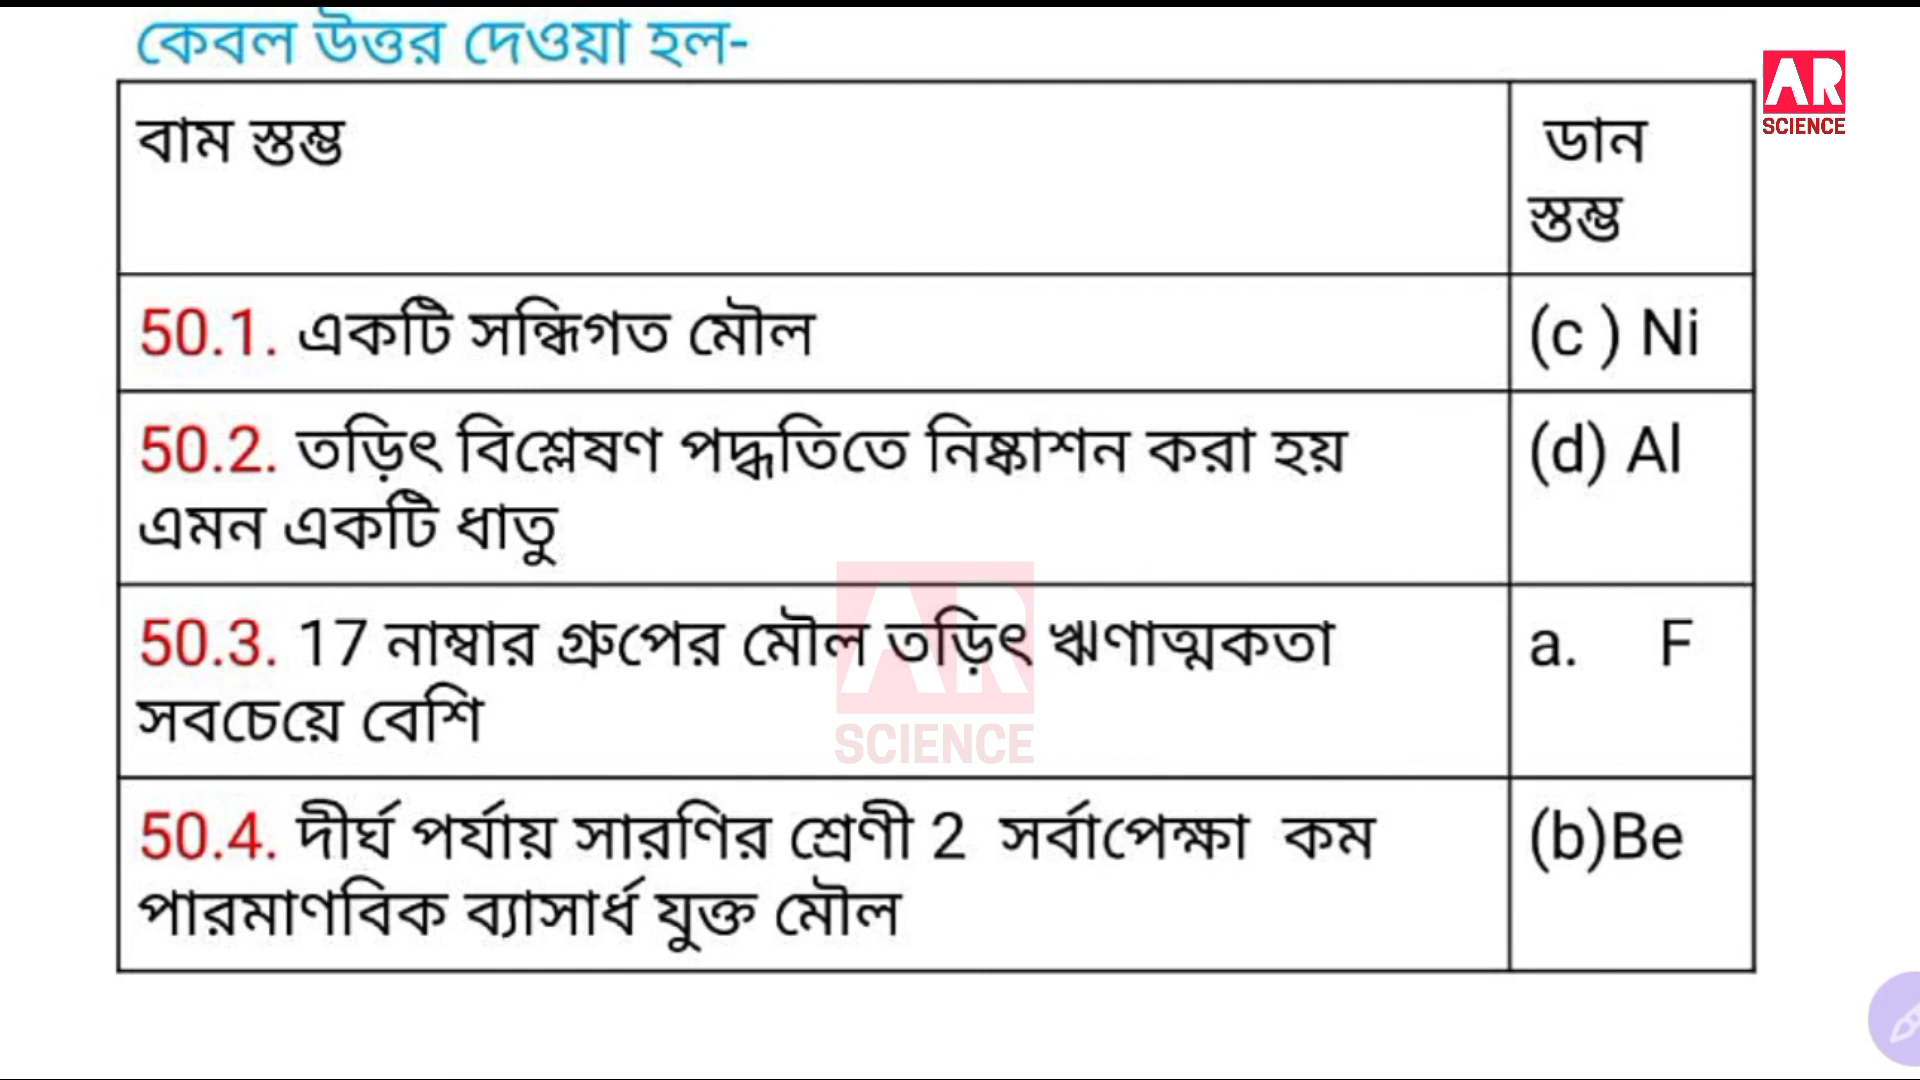 কেবল উত্তর দেওয়া হল-
AR
SCIENCE
বাম স্তম্ভ
ডান
স্তম্ভ
50.1. একটি সন্ধিগত মৌল
(c ) Ni
50.2. তড়িৎ বিশ্লেষণ পদ্ধতিতে নিষ্কাশন করা হয়
এমন একটি ধাতু
(d) Al
50.3. 17 নাম্বার গ্রুপের মৌল তড়িৎ ঋণাত্মকতা
সবচেয়ে বেশি
a. F
AR
SCIENCE
50.4. দীর্ঘ পর্যায় সারণির শ্রেণী 2 সর্বাপেক্ষা কম
পারমাণবিক ব্যাসার্ধ যুক্ত মৌল
(b)Be